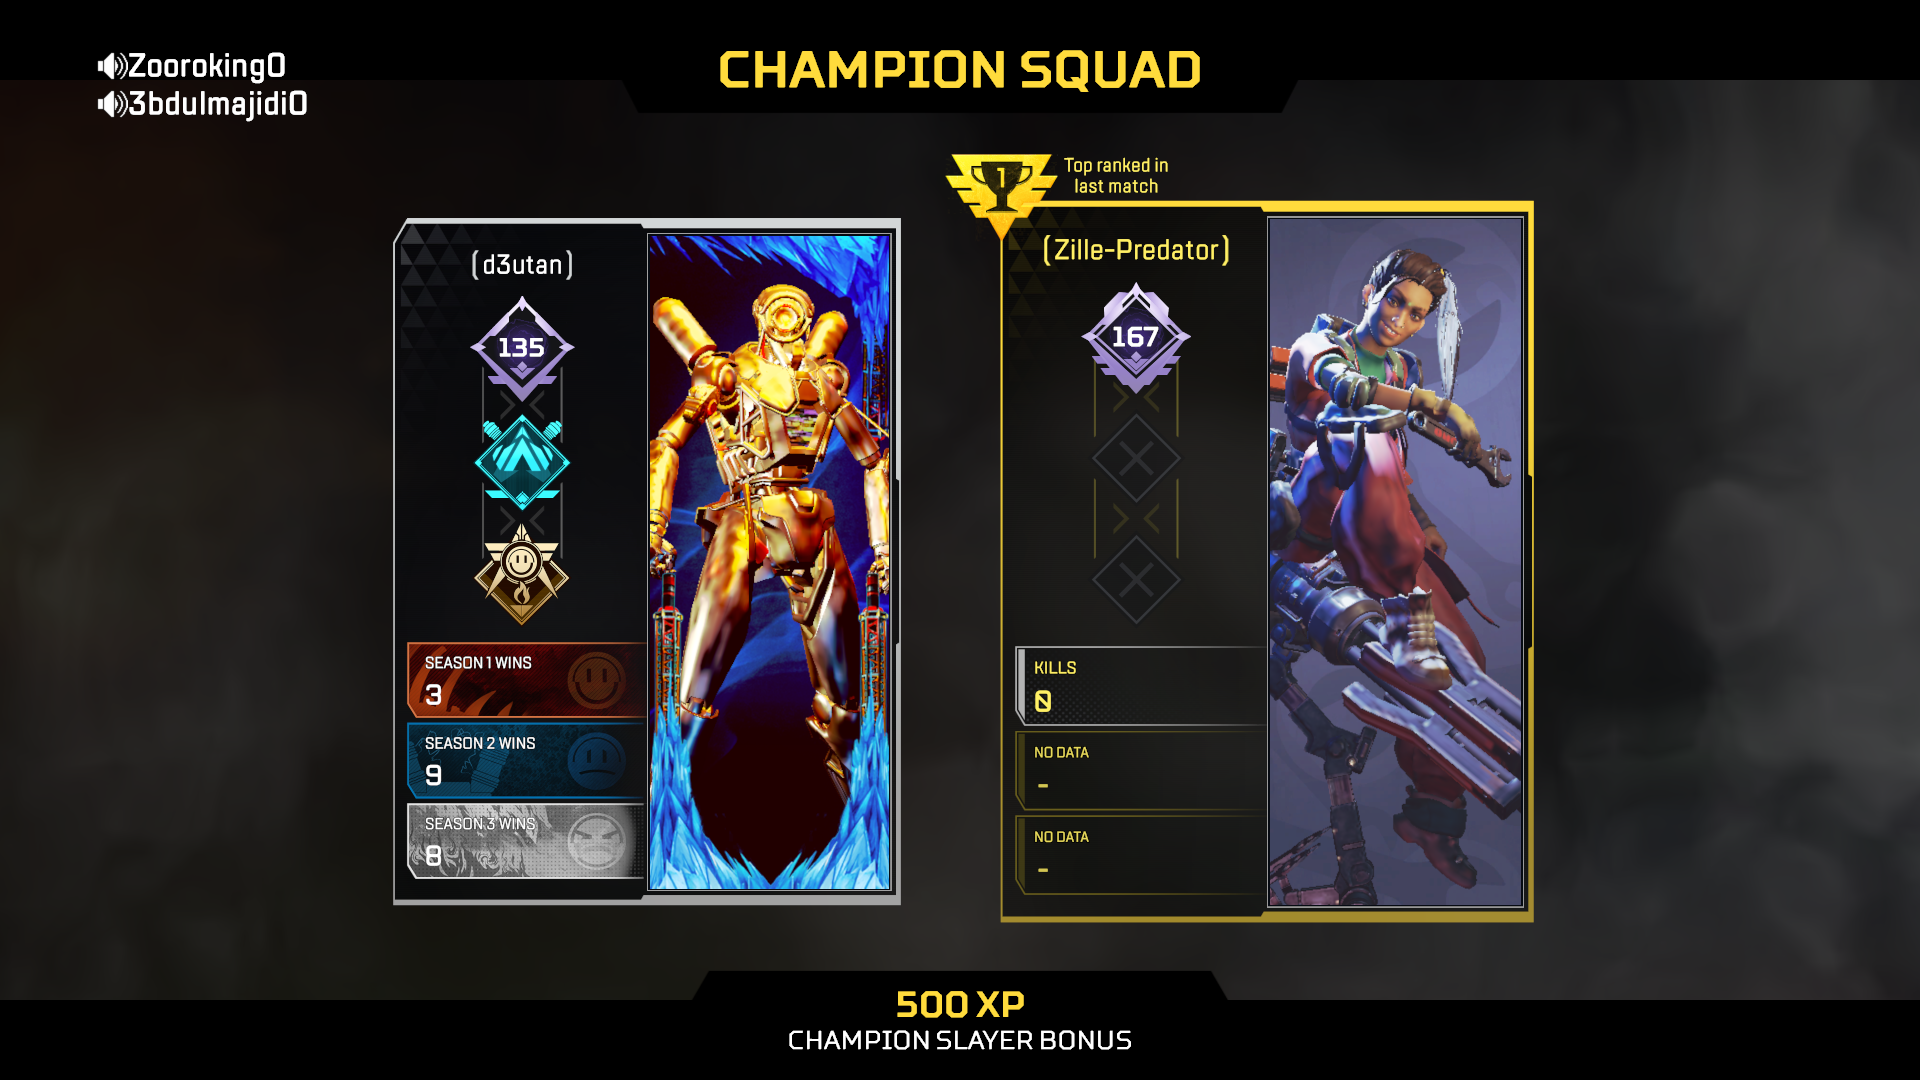 Zooroking0
3bdulmajidi0
CHAMPION SQUAD
1
Top ranked in
last match
(d3utan)
135
SEASON 1 WINS
3
SEASON 2 WINS
9
SEASON 3 WINS
8
(Zille-Predator)
167
KILLS
0
NO DATA
-
NO DATA
-
500 XP
CHAMPION SLAYER BONUS